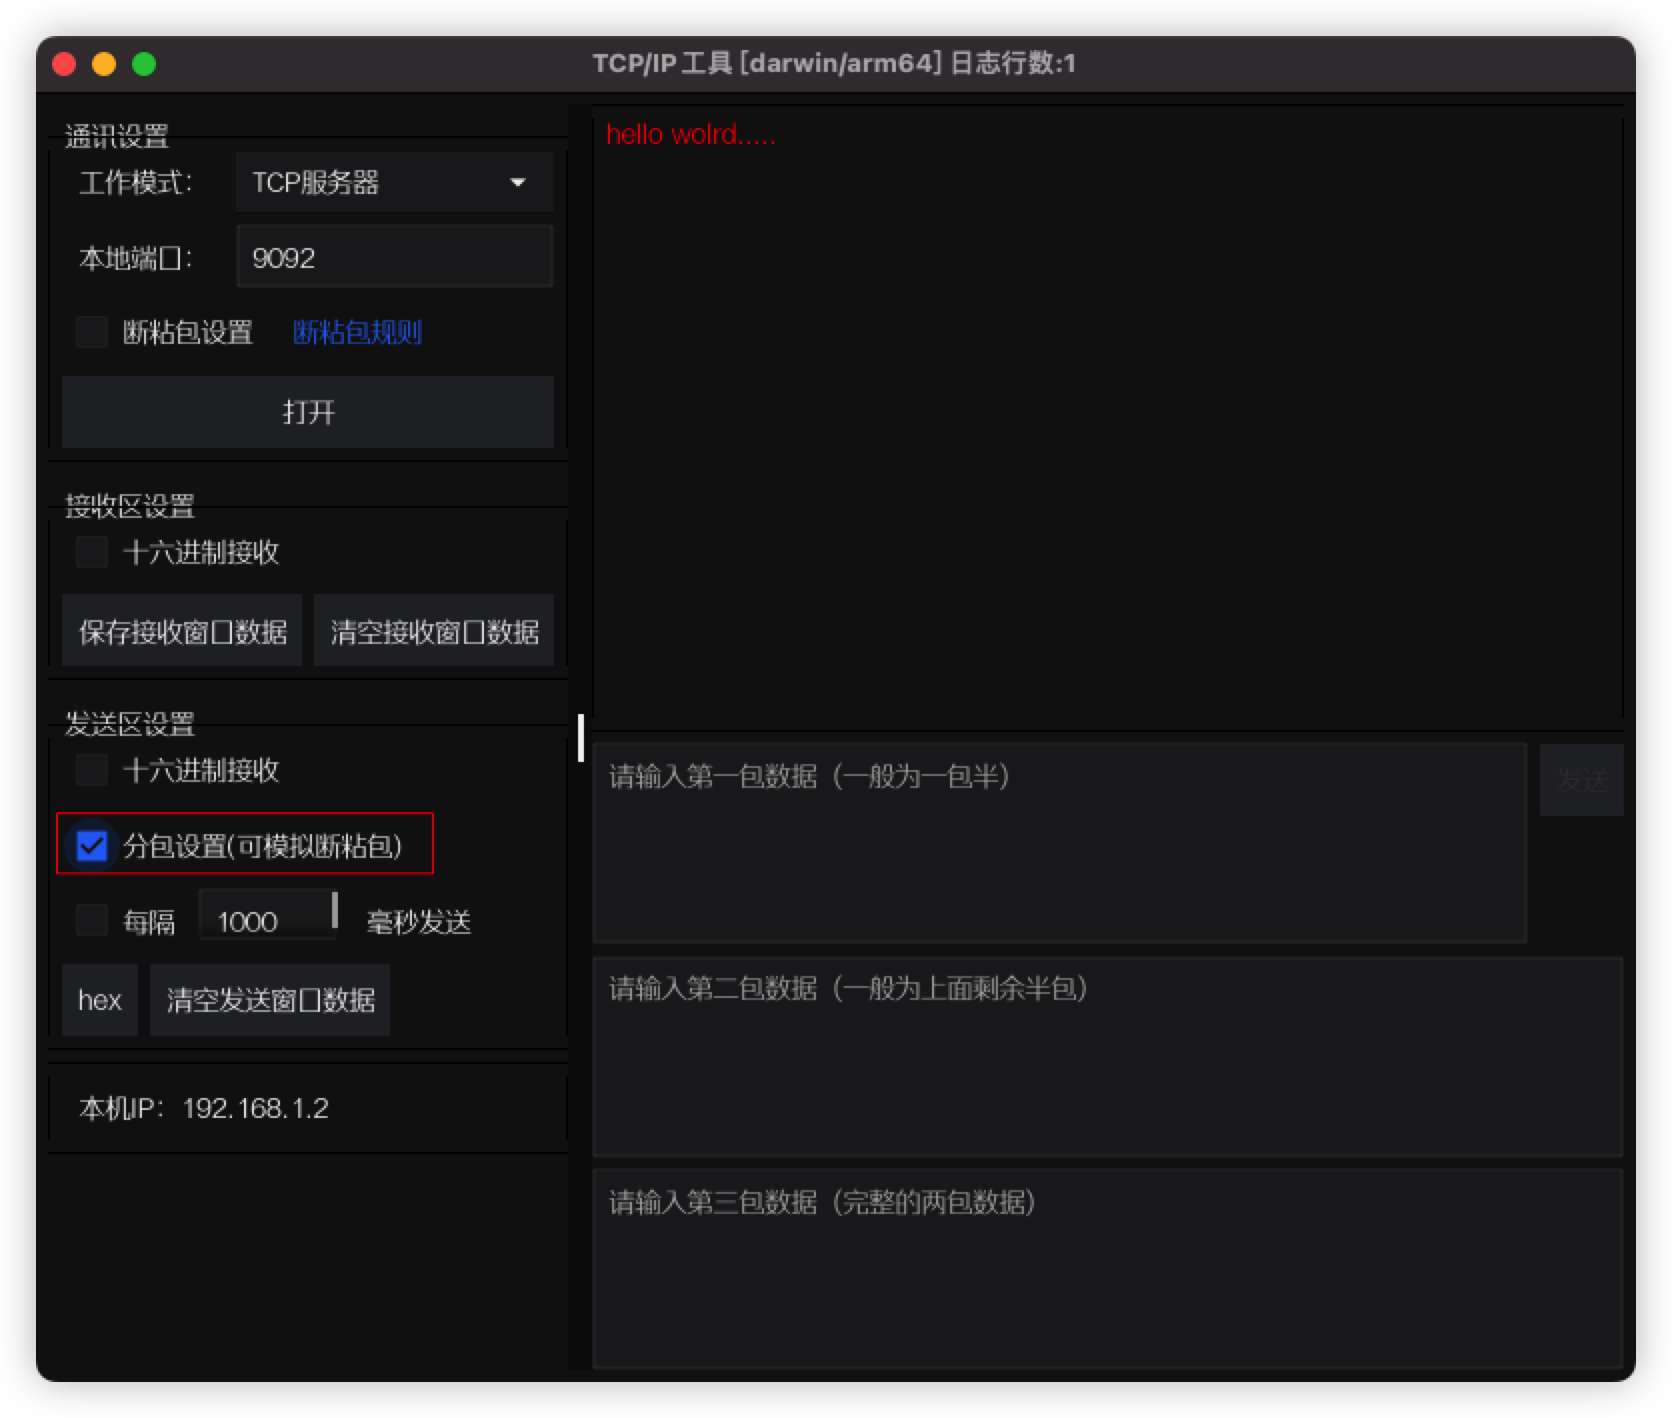 TCP/IP 工具 [darwin/arm64] 日志行数:1
通讯设置
工作模式：
TCP服务器
本地端口：
9092
断粘包设置
断粘包规则
打开
接收区设置
十六进制接收
保存接收窗口数据
清空接收窗口数据
发送区设置
十六进制接收
分包设置(可模拟断粘包)
每隔
1000
毫秒发送
hex
清空发送窗口数据
本机IP：192.168.1.2
hello wolrd.....
请输入第一包数据（一般为一包半）
发送
请输入第二包数据（一般为上面剩余半包）
请输入第三包数据（完整的两包数据）